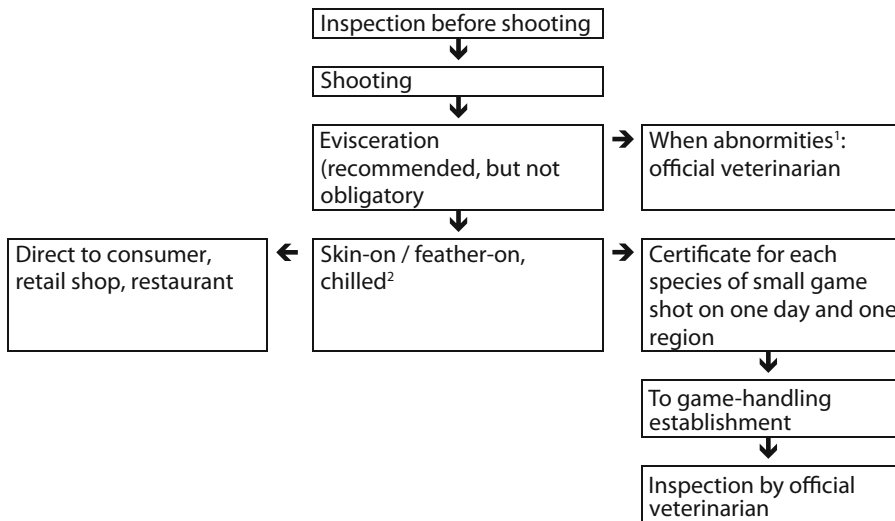 Inspection before shooting
Shooting
Evisceration
(recommended, but not
obligatory
When abnormities¹:
official veterinarian
Direct to consumer,
retail shop, restaurant
Skin-on / feather-on,
chilled²
Certificate for each
species of small game
shot on one day and one
region
To game-handling
establishment
Inspection by official
veterinarian